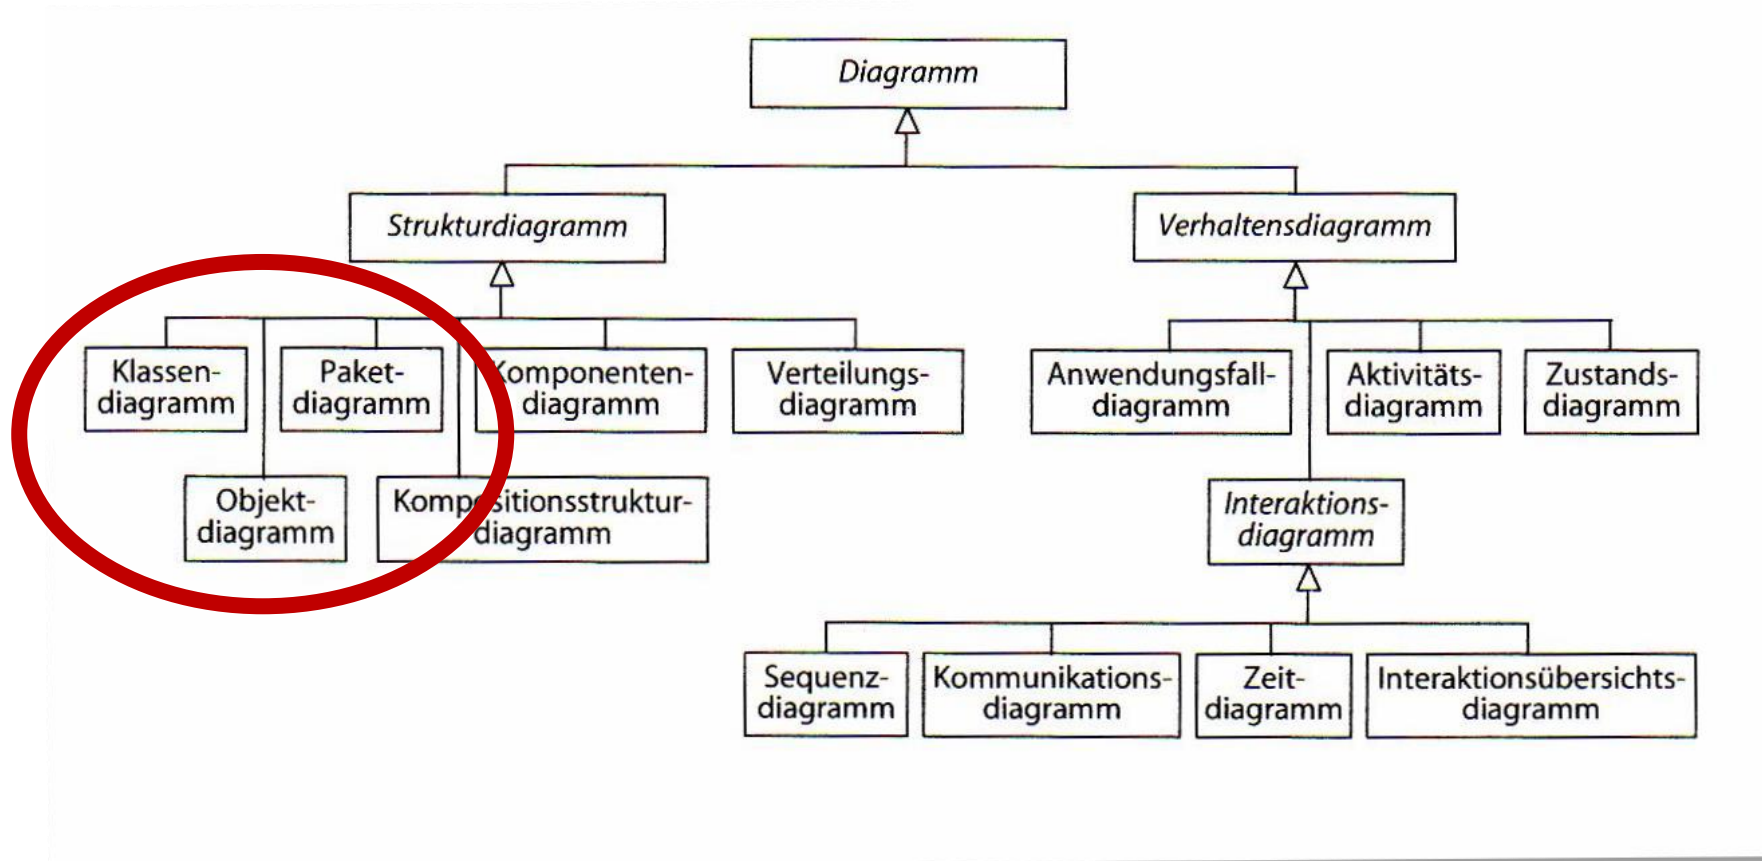 Diagramm
Strukturdiagramm
Verhaltensdiagramm
Klassen-
diagramm
Paket-
diagramm
Komponenten-
diagramm
Verteilungs-
diagramm
Anwendungsfall-
diagramm
Aktivitäts-
diagramm
Zustands-
diagramm
Objekt-
diagramm
Kompositionsstruktur-
diagramm
Interaktions-
diagramm
Sequenz-
diagramm
Kommunikations-
diagramm
Zeit-
diagramm
Interaktionsübersichts-
diagramm